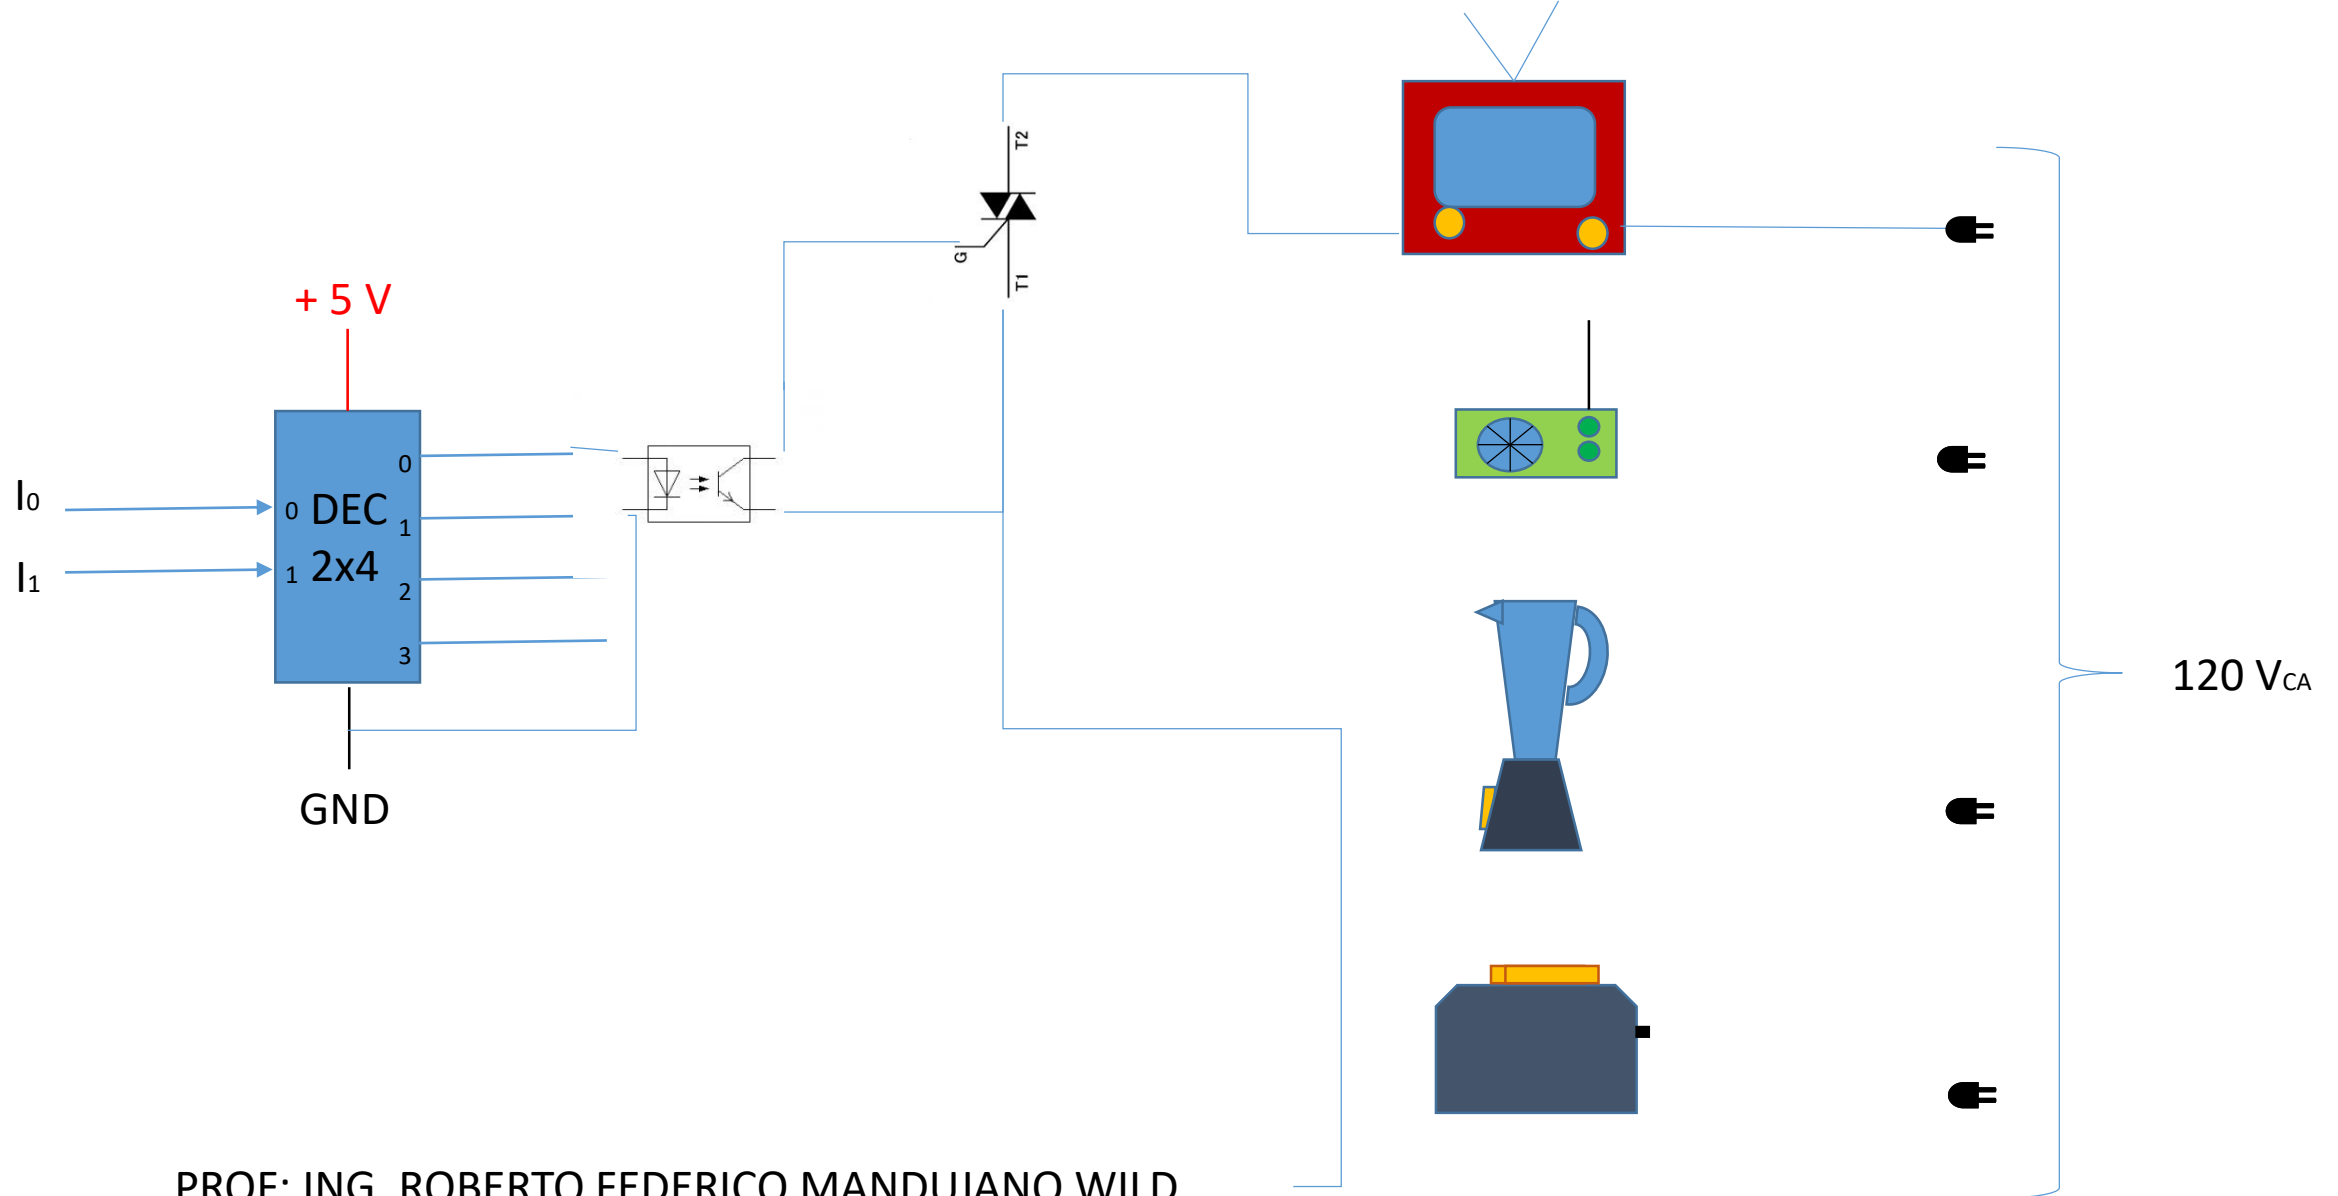 T2
G
T1
+ 5 V
I0
I1
0 DEC
1 2x4
0
1
2
3
GND
120 VCA
PROF: ING. ROBERTO FEDERICO MANDUJANO WILD